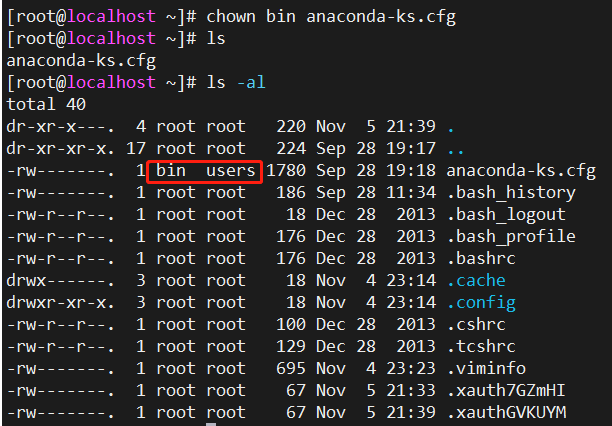 [root@localhost ~]# chown bin anaconda-ks.cfg
[root@localhost ~]# ls
anaconda-ks.cfg
[root@localhost ~]# ls -al
total 40
dr-xr-x---.  4 root root   220 Nov  5 21:39 .
dr-xr-xr-x. 17 root root   224 Sep 28 19:17 ..
-rw-------.  1 bin  users 1780 Sep 28 19:18 anaconda-ks.cfg
-rw-------.  1 root root   186 Sep 28 11:34 .bash_history
-rw-r--r--.  1 root root    18 Dec 28  2013 .bash_logout
-rw-r--r--.  1 root root   176 Dec 28  2013 .bash_profile
-rw-r--r--.  1 root root   176 Dec 28  2013 .bashrc
drwx------.  3 root root    18 Nov  4 23:14 .cache
drwxr-xr-x.  3 root root    18 Nov  4 23:14 .config
-rw-r--r--.  1 root root   100 Dec 28  2013 .cshrc
-rw-r--r--.  1 root root   129 Dec 28  2013 .tcshrc
-rw-------.  1 root root   695 Nov  4 23:23 .viminfo
-rw-------.  1 root root    67 Nov  5 21:33 .xauth7GZmHI
-rw-------.  1 root root    67 Nov  5 21:39 .xauthGVKUYM